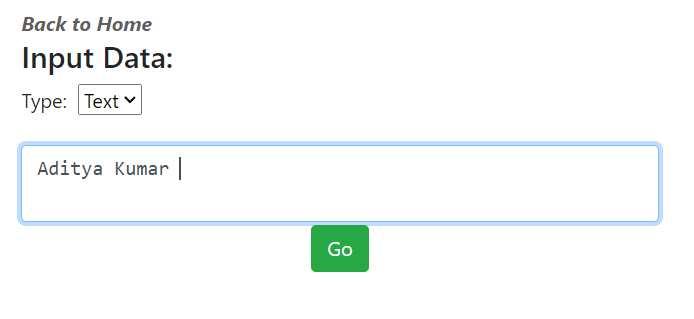 Back to Home
Input Data:
Type: Text
Aditya Kumar
Go